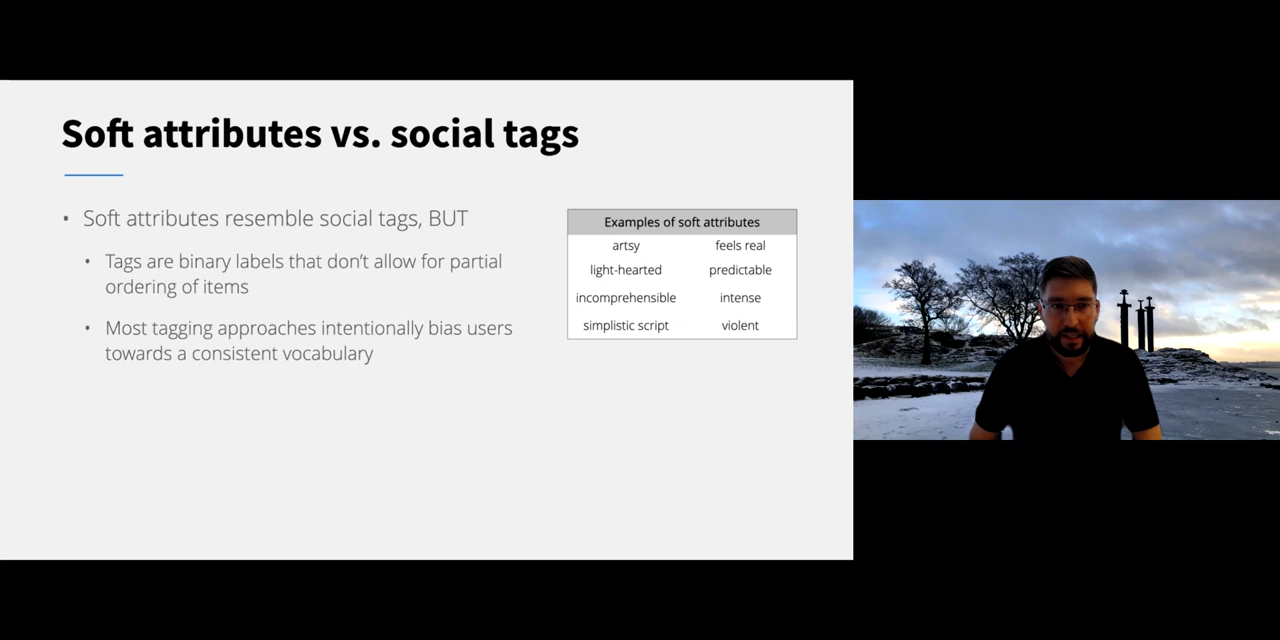 Soft attributes vs. social tags
• Soft attributes resemble social tags, BUT
• Tags are binary labels that don’t allow for partial
ordering of items
• Most tagging approaches intentionally bias users
towards a consistent vocabulary
Examples of soft attributes
artsy feels real
light-hearted predictable
incomprehensible intense
simplistic script violent